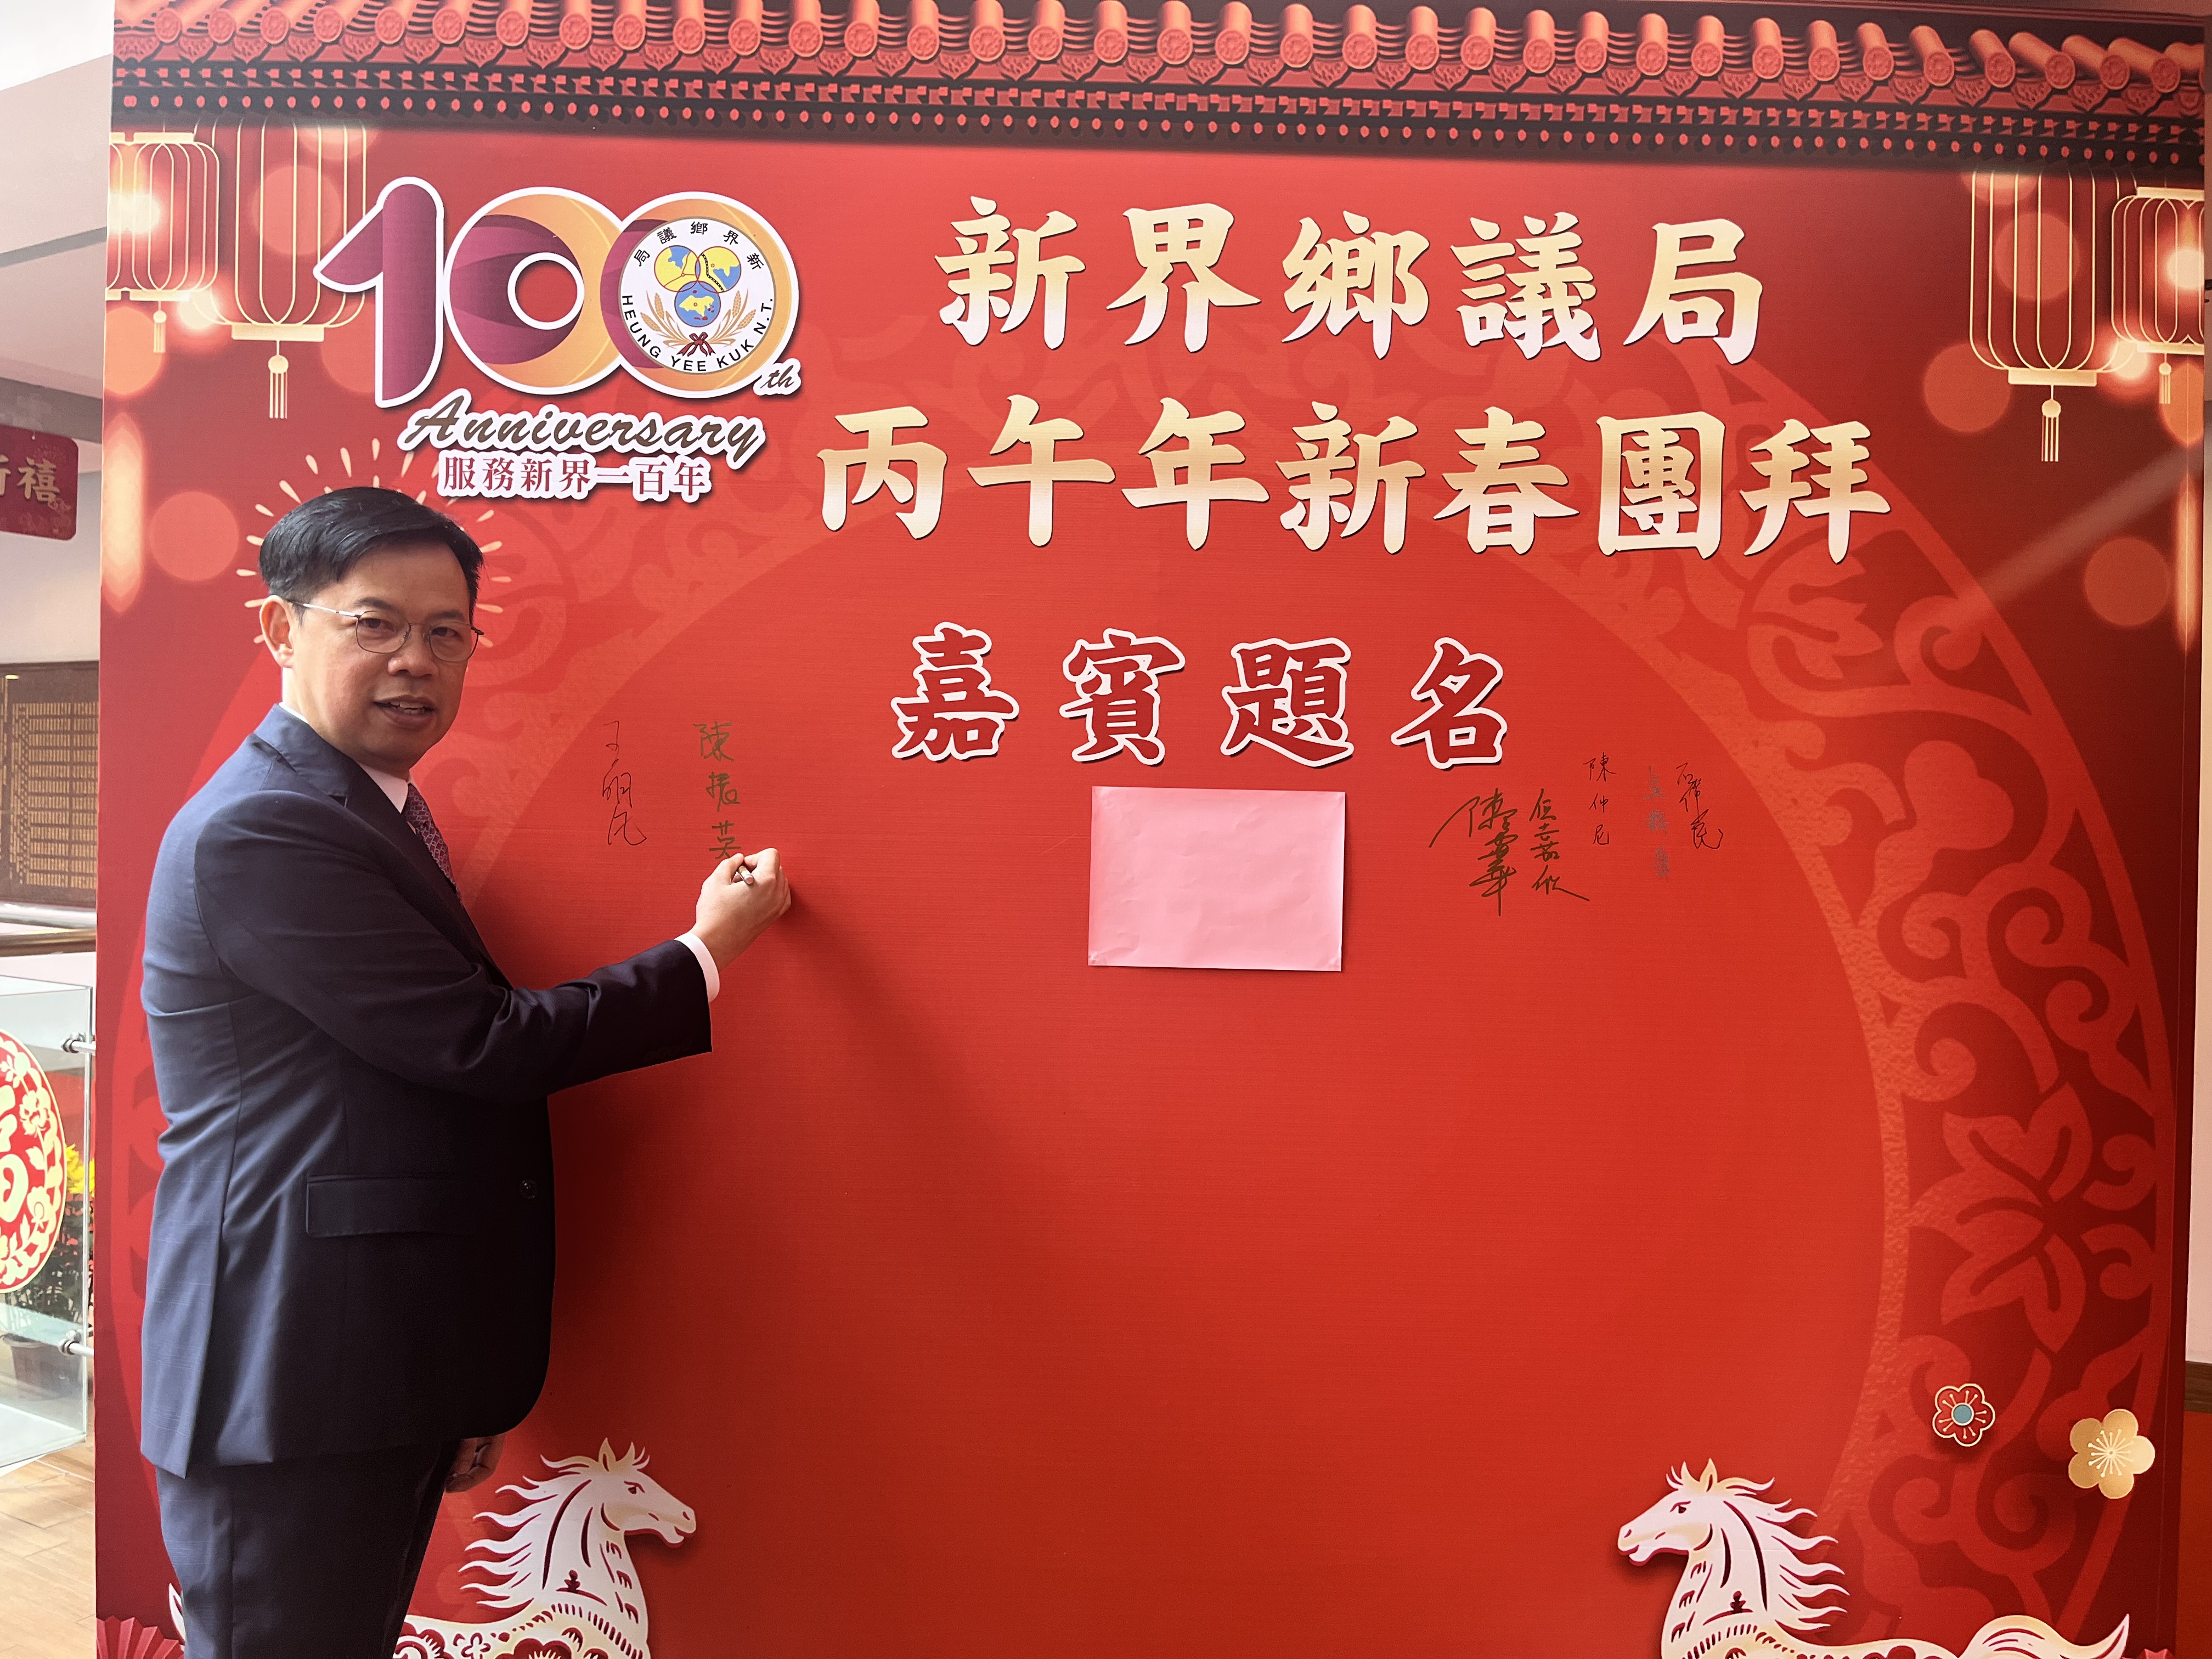 新界鄉議局
HEUNG YEE KUK N.T.
100th
Anniversary
服務新界一百年
新界鄉議局
丙午年新春團拜
嘉賓題名
禧
陳振英
陳仲尼